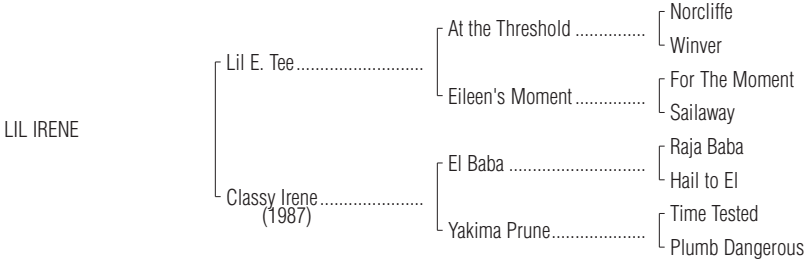 Norcliffe
At the Threshold ...............
Winver
Lil E. Tee...........................
For The Moment
Eileen's Moment...............
Sailaway
LIL IRENE
Raja Baba
El Baba .............................
Hail to El
Classy Irene......................
(1987)
Time Tested
Yakima Prune....................
Plumb Dangerous